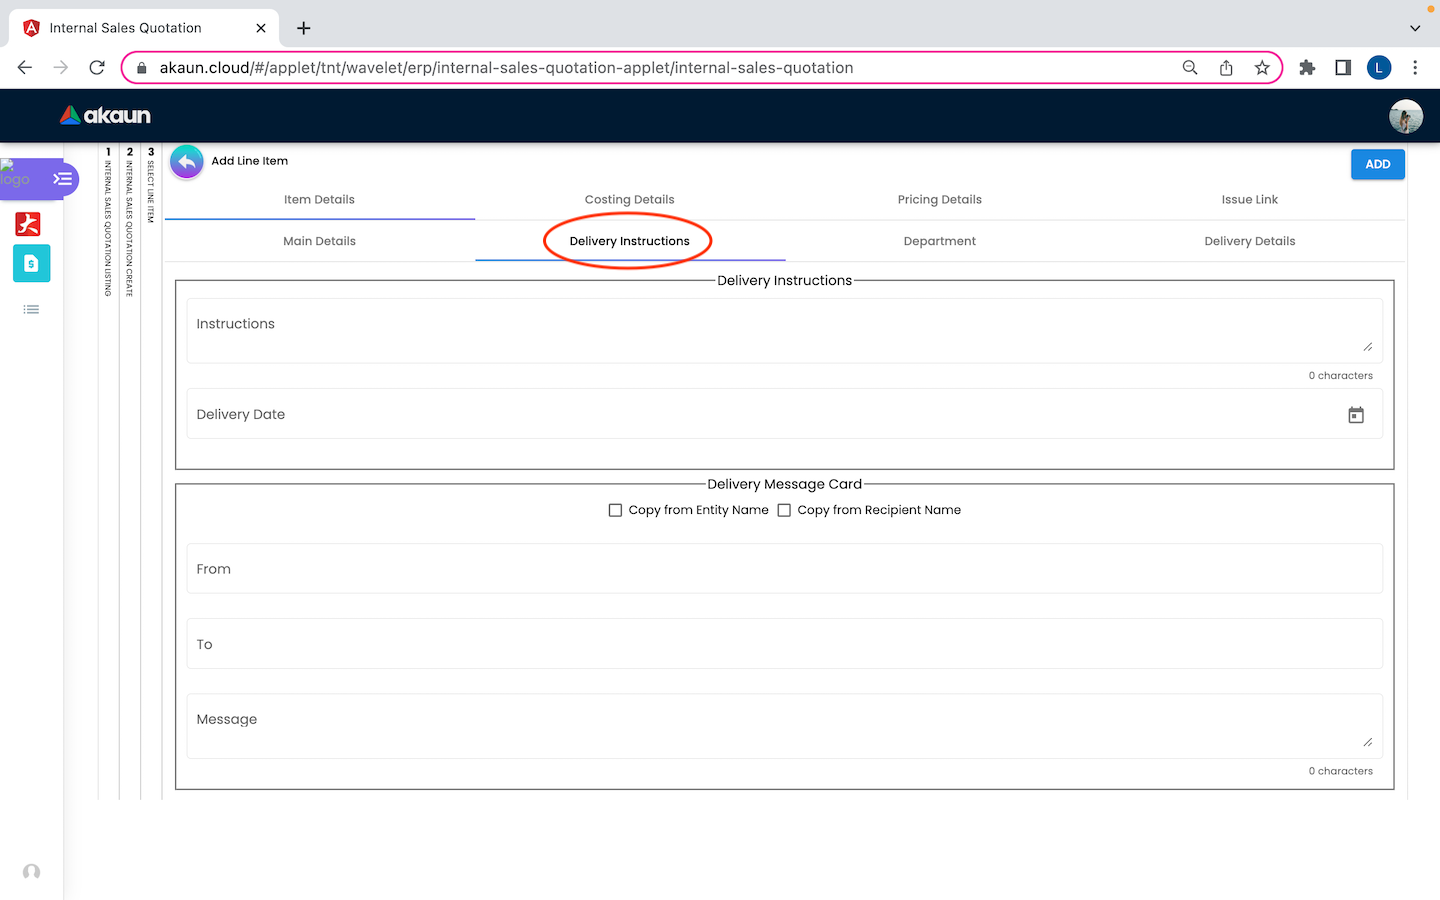 Internal Sales Quotation
akaun.cloud/#/applet/tnt/wavelet/erp/internal-sales-quotation-applet/internal-sales-quotation
L
akaun
logo
1 INTERNAL SALES QUOTATION LISTING
2 INTERNAL SALES QUOTATION CREATE
3 SELECT LINE ITEM
Add Line Item
ADD
Item Details Costing Details Pricing Details Issue Link
Main Details Delivery Instructions Department Delivery Details
Delivery Instructions
Instructions
0 characters
Delivery Date
Delivery Message Card
Copy from Entity Name Copy from Recipient Name
From
To
Message
0 characters